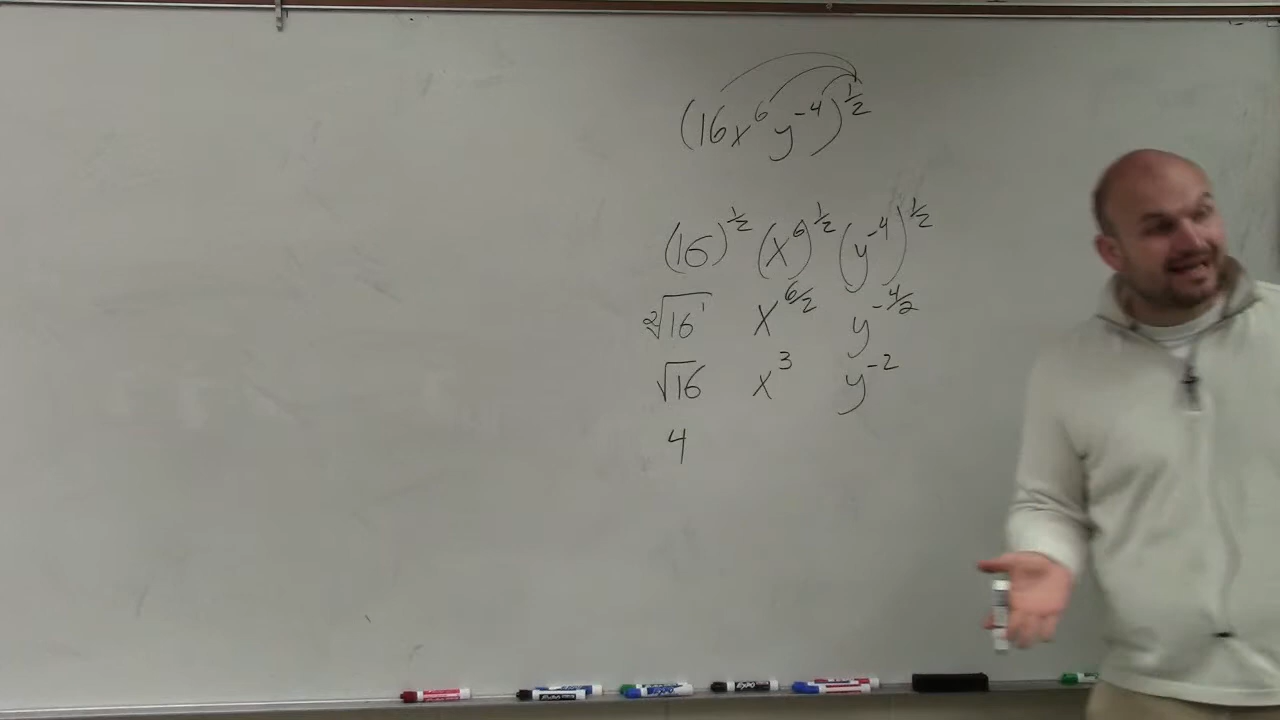 (16x⁶y⁻⁴)^½
(16)^½ (x⁶)^½ (y⁻⁴)^½
²√16¹ x^6/2 y^-4/2
√16 x³ y⁻²
4